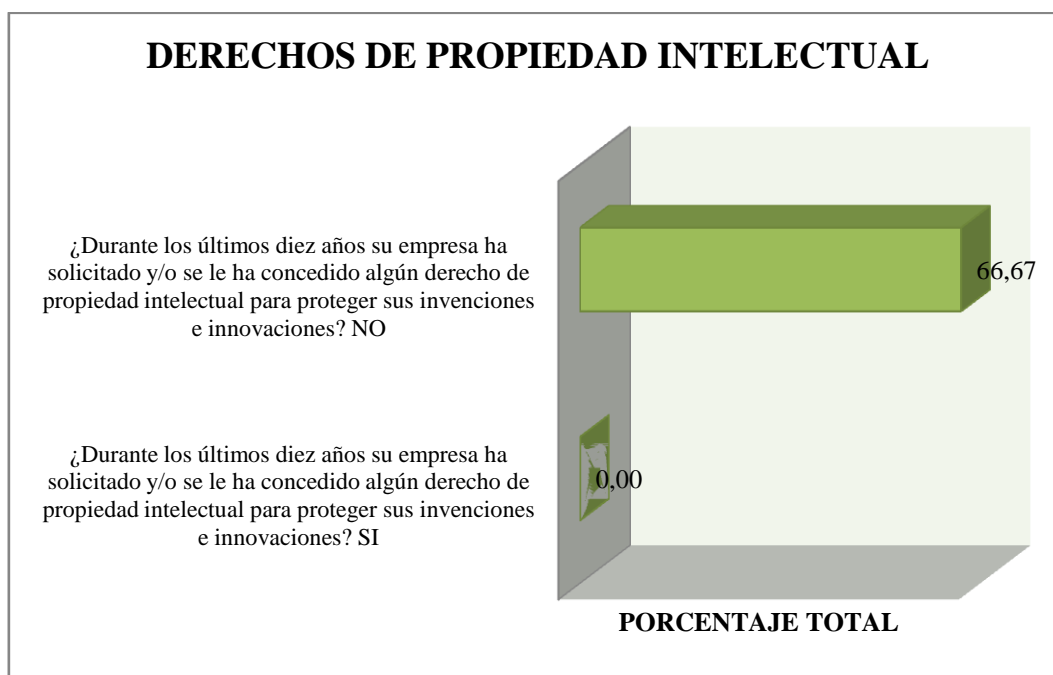 DERECHOS DE PROPIEDAD INTELECTUAL
¿Durante los últimos diez años su empresa ha
solicitado y/o se le ha concedido algún derecho de
propiedad intelectual para proteger sus invenciones
e innovaciones? NO
66,67
¿Durante los últimos diez años su empresa ha
solicitado y/o se le ha concedido algún derecho de
propiedad intelectual para proteger sus invenciones
e innovaciones? SI
0,00
PORCENTAJE TOTAL